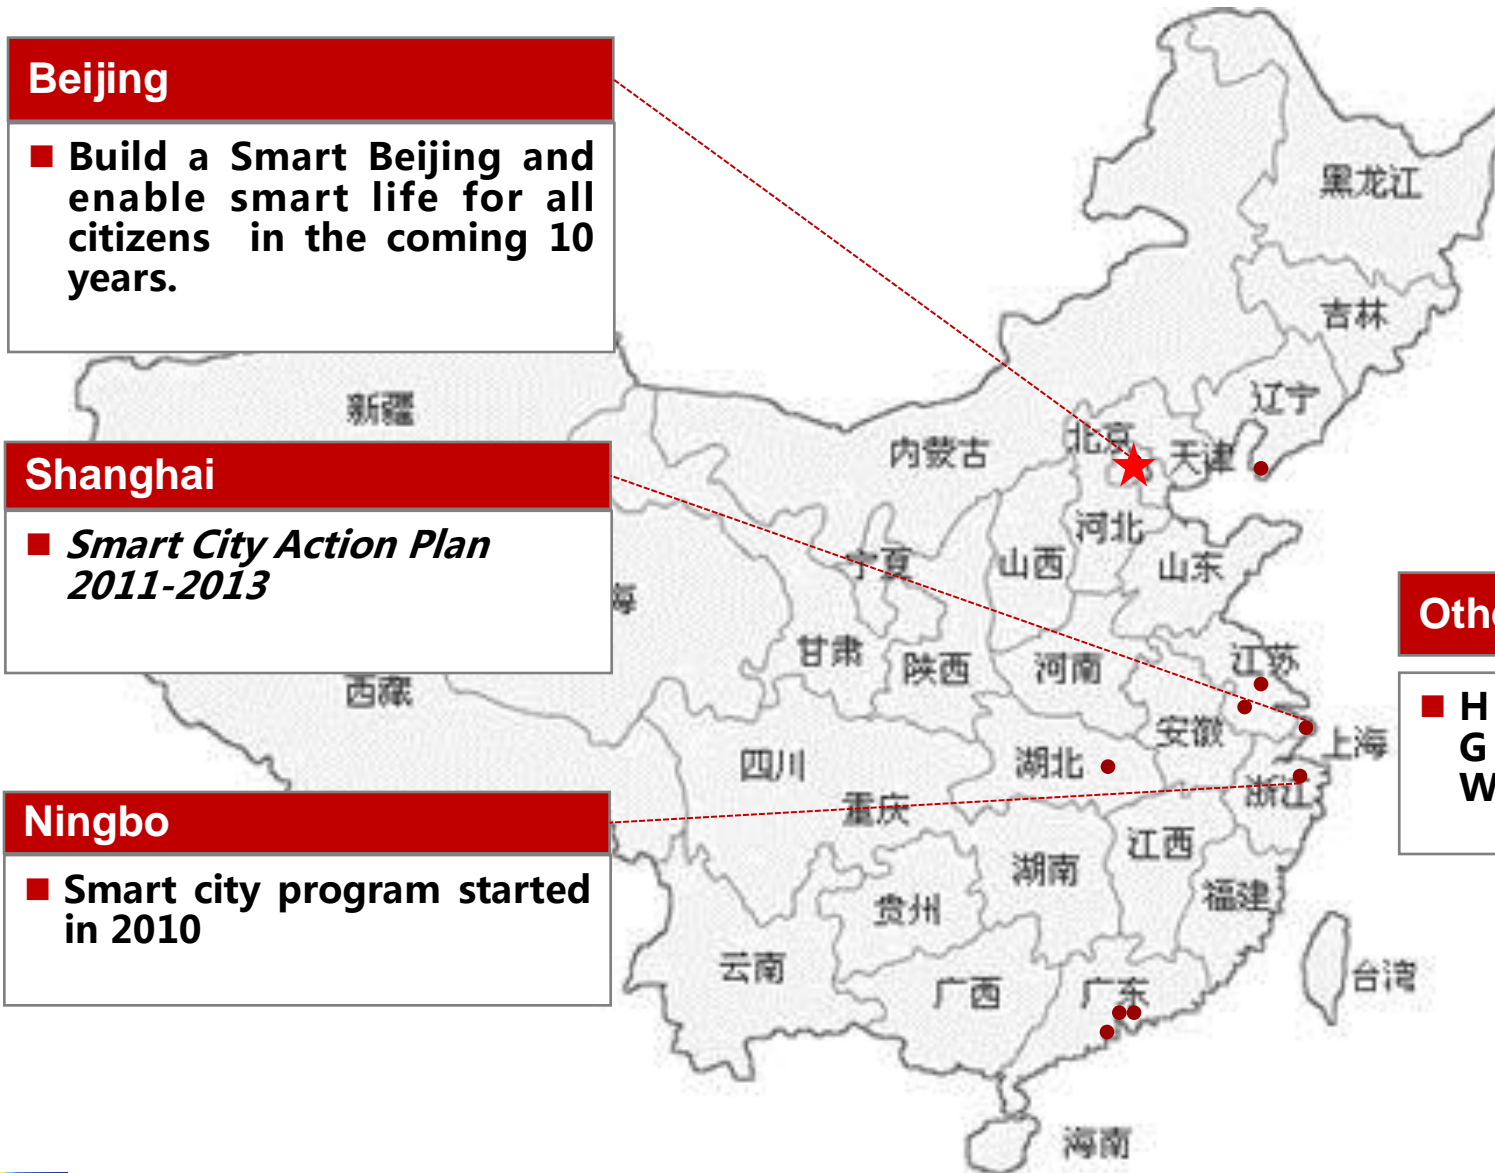 Beijing
■ Build a Smart Beijing and
enable smart life for all
citizens in the coming 10
years.
Shanghai
■ Smart City Action Plan
2011-2013
Ningbo
■ Smart city program started
in 2010
黑龙江
吉林
辽宁
新疆
内蒙古
北京
天津
河北
山西
山东
宁夏
海
甘肃
陕西
河南
江苏
西藏
安徽
上海
四川
湖北
重庆
浙江
江西
湖南
贵州
福建
云南
广西
广东
台湾
海南
Othe
■ H
G
W